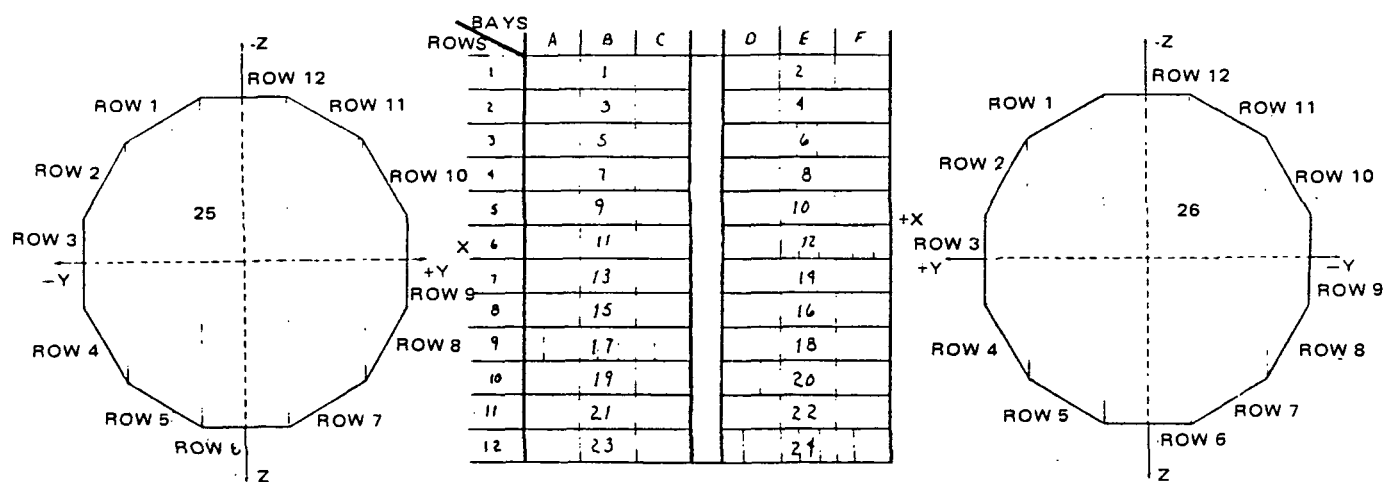 -Z
ROW 12
ROW 1
ROW 11
ROW 2
ROW 10
25
ROW 3
-Y
+Y
ROW 9
ROW 4
ROW 8
ROW 5
ROW 7
ROW 6
Z
BAYS
ROWS A B C D E F
1 1 2
2 3 4
3 5 6
4 7 8
5 9 10
X 6 11 12 +X
7 13 14
8 15 16
9 17 18
10 19 20
11 21 22
12 23 24
-Z
ROW 12
ROW 1
ROW 11
ROW 2
ROW 10
26
ROW 3
+Y
-Y
ROW 9
ROW 4
ROW 8
ROW 5
ROW 7
ROW 6
Z